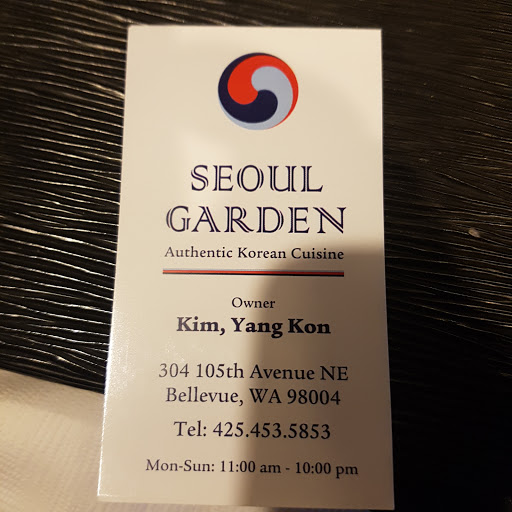 SEOUL
GARDEN
Authentic Korean Cuisine
Owner
Kim, Yang Kon
304 105th Avenue NE
Bellevue, WA 98004
Tel: 425.453.5853
Mon-Sun: 11:00 am - 10:00 pm